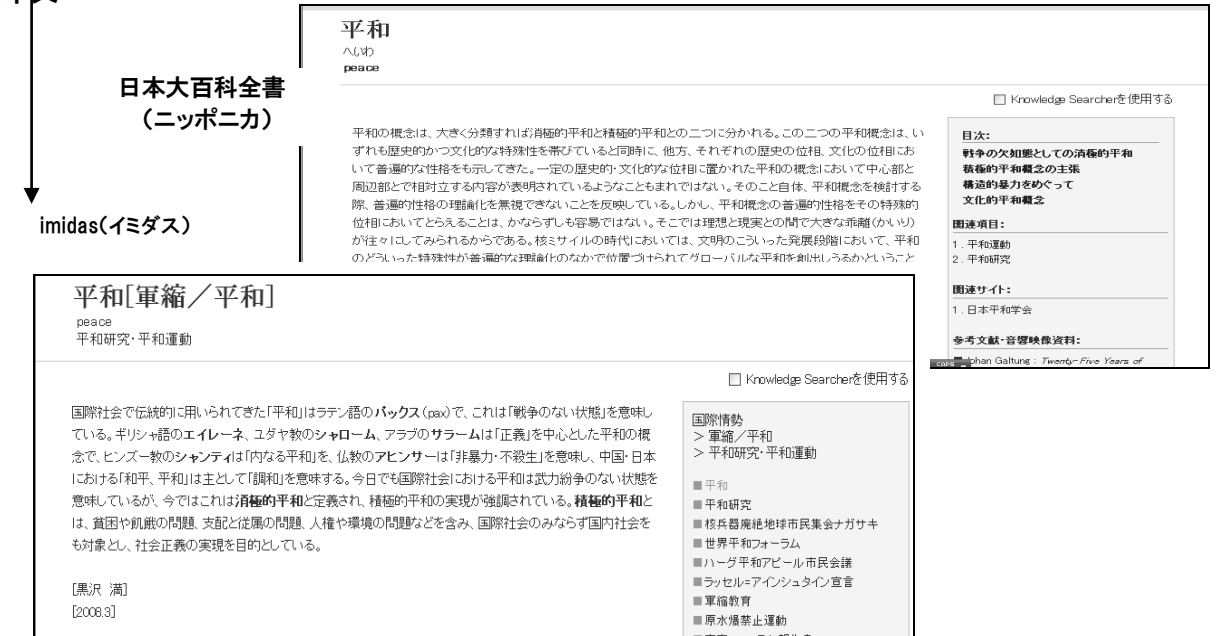 日本大百科全書
(ニッポニカ)
imidas(イミダス)
平和
へいわ
peace
Knowledge Searcherを使用する
平和の概念は、大きく分類すれば消極的平和と積極的平和との二つに分かれる。この二つの平和概念は、い
ずれも歴史的かつ文化的な特殊性を帯びていると同時に、他方、それぞれの歴史の位相、文化の位相にお
いて普遍的な性格をも示してきた。一定の歴史的・文化的な位相に置かれた平和の概念において中心部と
周辺部とで相対立する内容が表明されているようなこともまれではない。そのこと自体、平和概念を検討する
際、普遍的性格の理論化を無視できないことを反映している。しかし、平和概念の普遍的性格をその特殊的
位相においてとらえることは、かならずしも容易ではない。そこでは理想と現実との間で大きな乖離(かいり)
が往々にしてみられるからである。核ミサイルの時代においては、文明のこういった発展段階において、平和
のどういった特殊性が普遍的な理論化のなかで位置づけられてグローバルな平和を創出しうるかということ
目次:
戦争の欠如態としての消極的平和
積極的平和概念の主張
構造的暴力をめぐって
文化的平和概念
関連項目:
1．平和運動
2．平和研究
関連サイト:
1．日本平和学会
参考文献・音響映像資料:
Johan Galtung : Twenty-Five Years of
平和[軍縮／平和]
peace
平和研究・平和運動
Knowledge Searcherを使用する
国際社会で伝統的に用いられてきた「平和」はラテン語のパックス(pax)で、これは「戦争のない状態」を意味し
ている。ギリシャ語のエイレーネ、ユダヤ教のシャローム、アラブのサラームは「正義」を中心とした平和の概
念で、ヒンズー教のシャンティは「内なる平和」を、仏教のアヒンサーは「非暴力・不殺生」を意味し、中国・日本
における「和平、平和」は主として「調和」を意味する。今日でも国際社会における平和は武力紛争のない状態を
意味しているが、今ではこれは消極的平和と定義され、積極的平和の実現が強調されている。積極的平和と
は、貧困や飢餓の問題、支配と従属の問題、人権や環境の問題などを含み、国際社会のみならず国内社会を
も対象とし、社会正義の実現を目的としている。
[黒沢 満]
[2008.3]
国際情勢
> 軍縮／平和
> 平和研究・平和運動
■平和
■平和研究
■核兵器廃絶地球市民集会ナガサキ
■世界平和フォーラム
■ハーグ平和アピール市民会議
■ラッセル=アインシュタイン宣言
■軍縮教育
■原水爆禁止運動